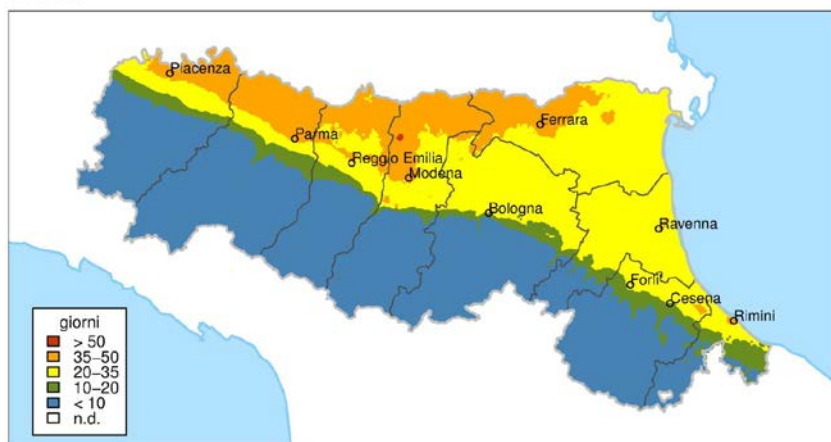 Piacenza
Parma
Reggio Emilia
Modena
Ferrara
Bologna
Ravenna
Forlì
Cesena
Rimini
giorni
> 50
35–50
20–35
10–20
< 10
n.d.